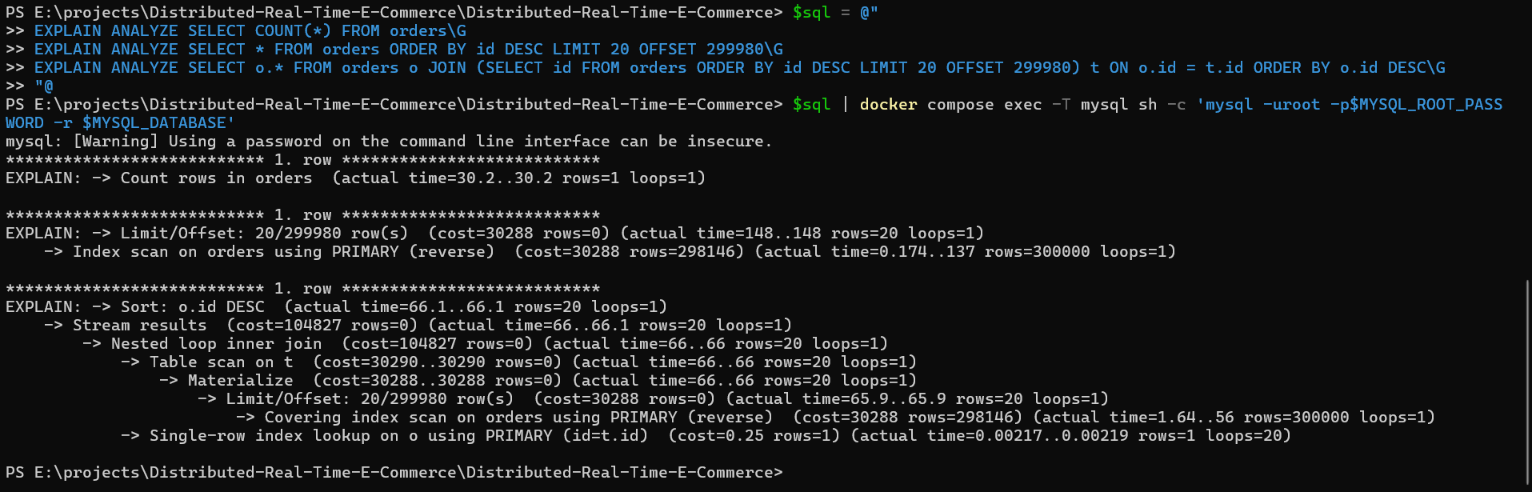 PS E:\projects\Distributed-Real-Time-E-Commerce\Distributed-Real-Time-E-Commerce> $sql = @"
>> EXPLAIN ANALYZE SELECT COUNT(*) FROM orders\G
>> EXPLAIN ANALYZE SELECT * FROM orders ORDER BY id DESC LIMIT 20 OFFSET 299980\G
>> EXPLAIN ANALYZE SELECT o.* FROM orders o JOIN (SELECT id FROM orders ORDER BY id DESC LIMIT 20 OFFSET 299980) t ON o.id = t.id ORDER BY o.id DESC\G
>> "@
PS E:\projects\Distributed-Real-Time-E-Commerce\Distributed-Real-Time-E-Commerce> $sql | docker compose exec -T mysql sh -c 'mysql -uroot -p$MYSQL_ROOT_PASS
WORD -r $MYSQL_DATABASE'
mysql: [Warning] Using a password on the command line interface can be insecure.
*************************** 1. row ***************************
EXPLAIN: -> Count rows in orders  (actual time=30.2..30.2 rows=1 loops=1)

*************************** 1. row ***************************
EXPLAIN: -> Limit/Offset: 20/299980 row(s)  (cost=30288 rows=0) (actual time=148..148 rows=20 loops=1)
    -> Index scan on orders using PRIMARY (reverse)  (cost=30288 rows=298146) (actual time=0.174..137 rows=300000 loops=1)

*************************** 1. row ***************************
EXPLAIN: -> Sort: o.id DESC  (actual time=66.1..66.1 rows=20 loops=1)
    -> Stream results  (cost=104827 rows=0) (actual time=66..66.1 rows=20 loops=1)
        -> Nested loop inner join  (cost=104827 rows=0) (actual time=66..66 rows=20 loops=1)
            -> Table scan on t  (cost=30290..30290 rows=0) (actual time=66..66 rows=20 loops=1)
                -> Materialize  (cost=30288..30288 rows=0) (actual time=66..66 rows=20 loops=1)
                    -> Limit/Offset: 20/299980 row(s)  (cost=30288 rows=0) (actual time=65.9..65.9 rows=20 loops=1)
                        -> Covering index scan on orders using PRIMARY (reverse)  (cost=30288 rows=298146) (actual time=1.64..56 rows=300000 loops=1)
            -> Single-row index lookup on o using PRIMARY (id=t.id)  (cost=0.25 rows=1) (actual time=0.00217..0.00219 rows=1 loops=20)

PS E:\projects\Distributed-Real-Time-E-Commerce\Distributed-Real-Time-E-Commerce>